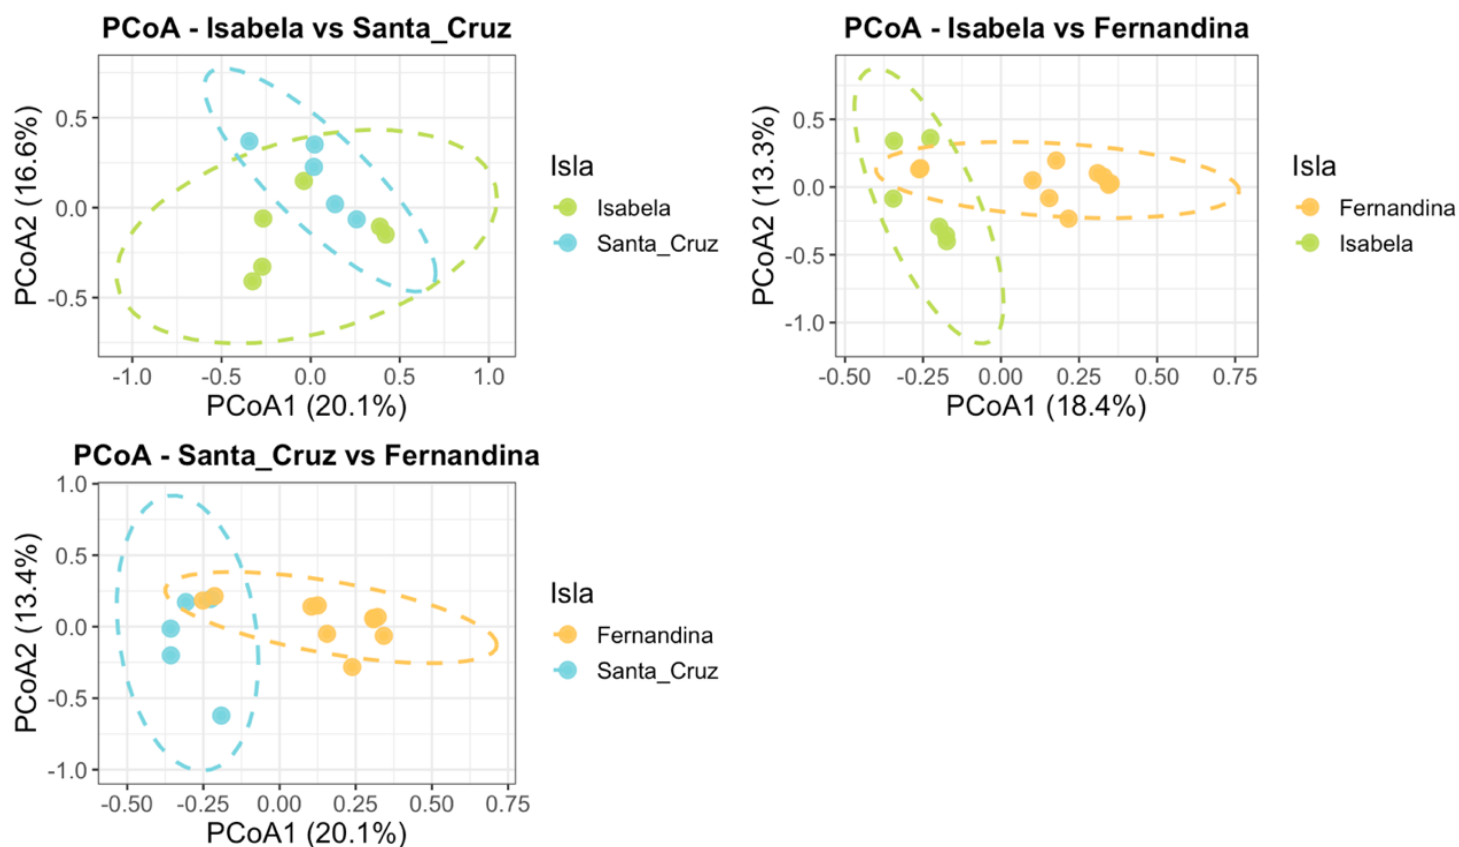 PCoA - Isabela vs Santa_Cruz
PCoA2 (16.6%)
0.5
0.0
-0.5
-1.0 -0.5 0.0 0.5 1.0
PCoA1 (20.1%)
Isla
Isabela
Santa_Cruz
PCoA - Isabela vs Fernandina
PCoA2 (13.3%)
0.5
0.0
-0.5
-1.0
-0.50 -0.25 0.00 0.25 0.50 0.75
PCoA1 (18.4%)
Isla
Fernandina
Isabela
PCoA - Santa_Cruz vs Fernandina
PCoA2 (13.4%)
1.0
0.5
0.0
-0.5
-1.0
-0.50 -0.25 0.00 0.25 0.50 0.75
PCoA1 (20.1%)
Isla
Fernandina
Santa_Cruz